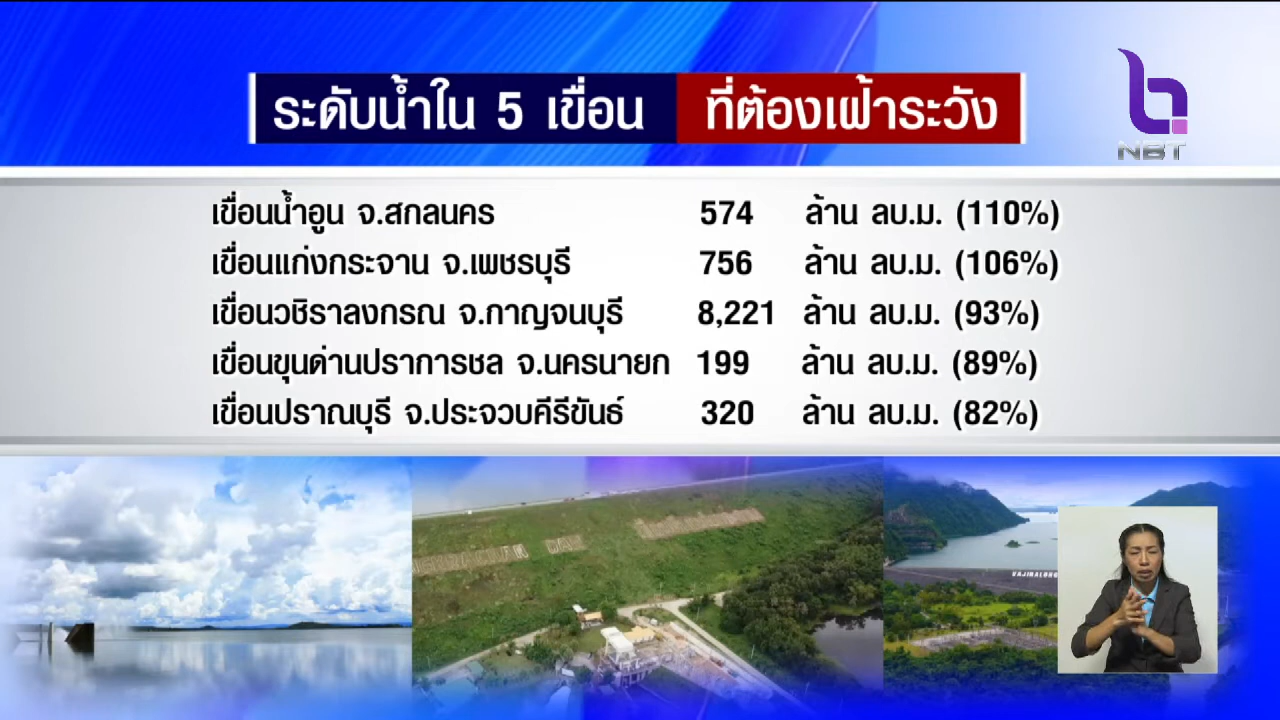 ระดับน้ำใน 5 เขื่อน ที่ต้องเฝ้าระวัง
NBT
เขื่อนน้ำอูน จ.สกลนคร 574 ล้าน ลบ.ม. (110%)
เขื่อนแก่งกระจาน จ.เพชรบุรี 756 ล้าน ลบ.ม. (106%)
เขื่อนวชิราลงกรณ จ.กาญจนบุรี 8,221 ล้าน ลบ.ม. (93%)
เขื่อนขุนด่านปราการชล จ.นครนายก 199 ล้าน ลบ.ม. (89%)
เขื่อนปราณบุรี จ.ประจวบคีรีขันธ์ 320 ล้าน ลบ.ม. (82%)